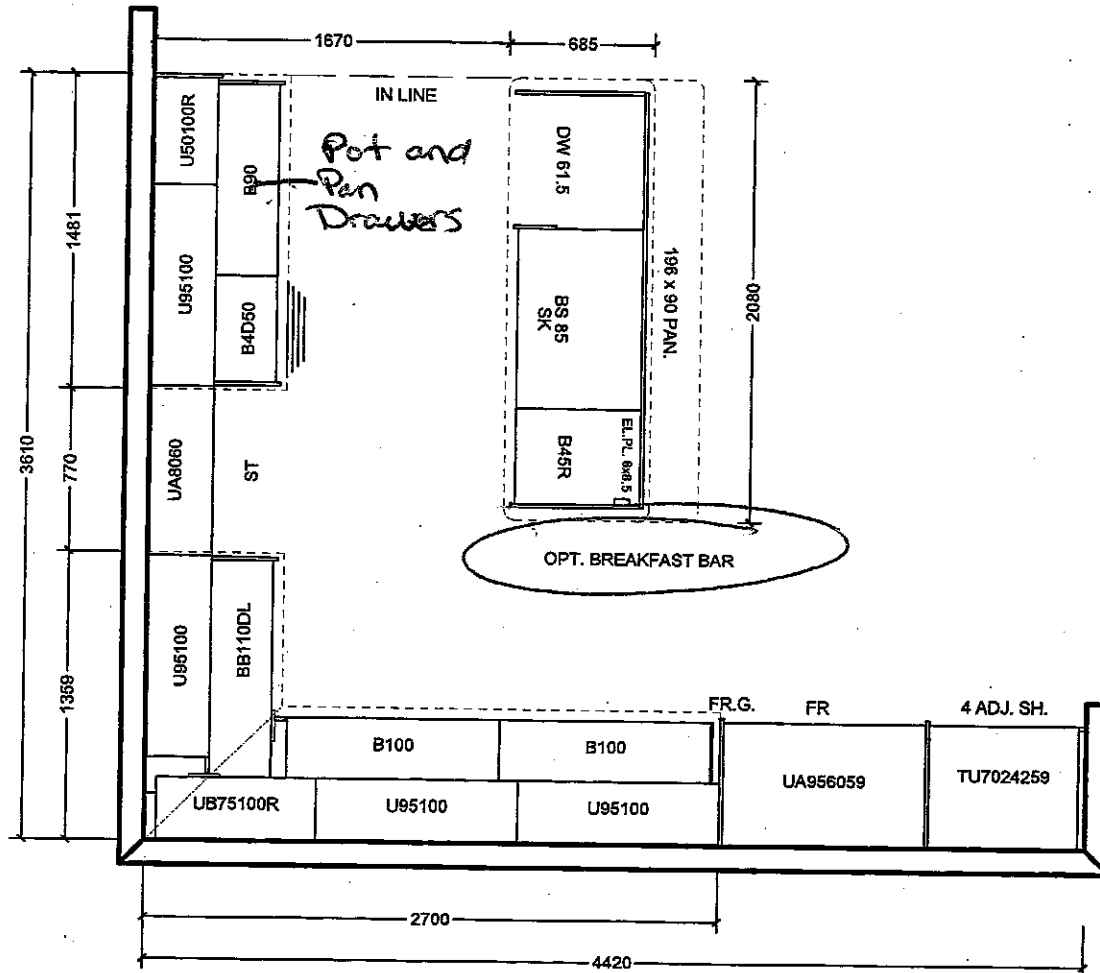 1670
685
IN LINE
U50100R
B90
Pot and
Pan
Drawers
DW 61.5
1481
U95100
B4D50
BS 85
SK
196 x 90 PAN.
2080
3610
770
UA8060
ST
B45R
EL.PL. 6x8.5
OPT. BREAKFAST BAR
1359
U95100
BB110DL
FR.G.
FR
4 ADJ. SH.
B100
B100
UA956059
TU7024259
UB75100R
U95100
U95100
2700
4420